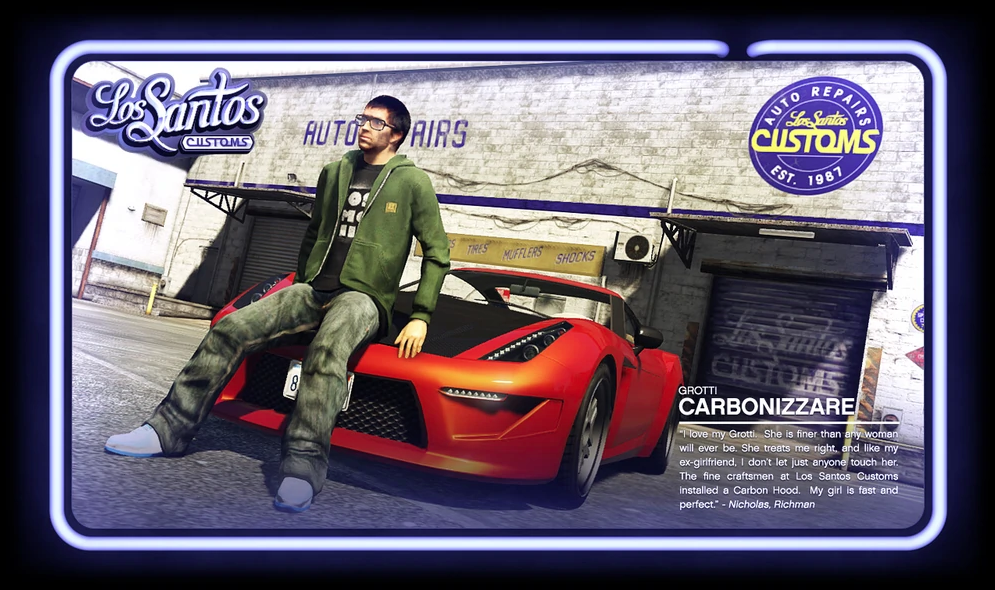 Los Santos
CUSTOMS
AUTO REPAIRS
Los Santos
CUSTOMS
EST. 1987
AUTO AIRS
TIRES MUFFLERS SHOCKS
8
Los Santos
CUSTOMS
GROTTI
CARBONIZZARE
"I love my Grotti. She is finer than any woman
will ever be. She treats me right, and like my
ex-girlfriend, I don't let just anyone touch her.
The fine craftsmen at Los Santos Customs
installed a Carbon Hood. My girl is fast and
perfect." - Nicholas, Richman